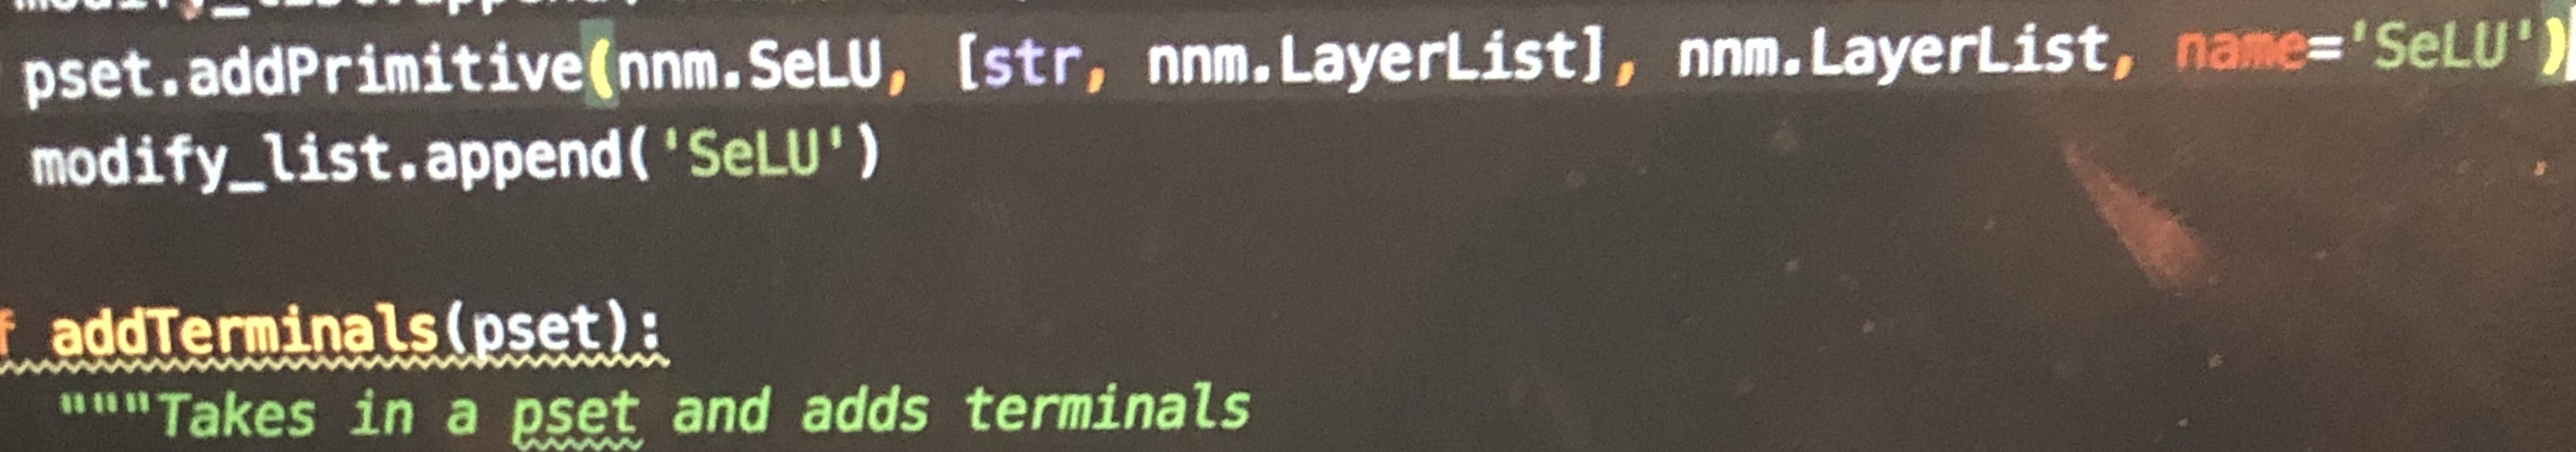 pset.addPrimitive(nnm.SeLU, [str, nnm.LayerList], nnm.LayerList, name='SeLU')
modify_list.append('SeLU')
f addTerminals(pset):
"""Takes in a pset and adds terminals